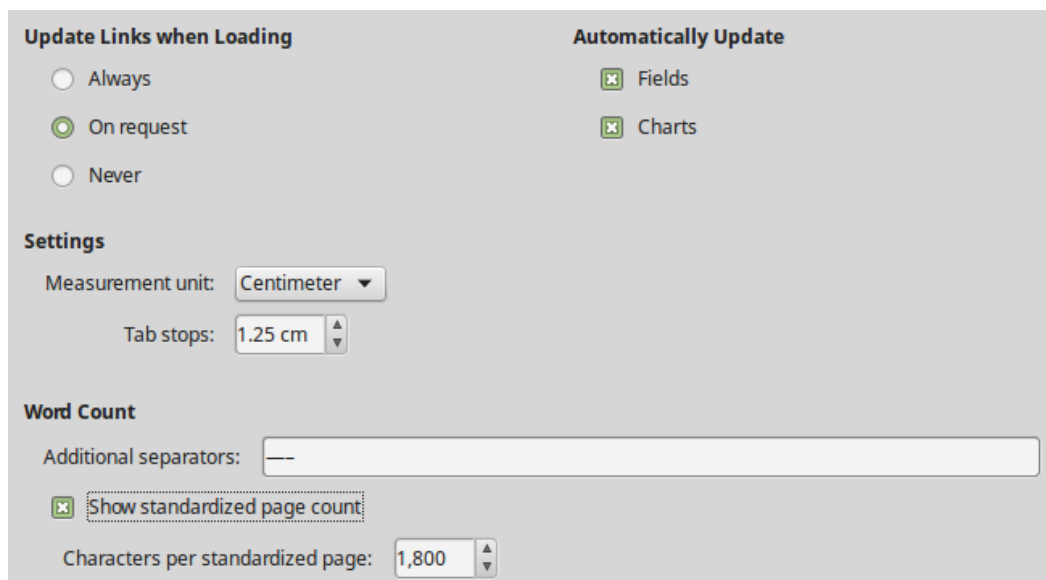 Update Links when Loading
Always
On request
Never
Automatically Update
Fields
Charts
Settings
Measurement unit: Centimeter
Tab stops: 1.25 cm
Word Count
Additional separators: —–
Show standardized page count
Characters per standardized page: 1,800